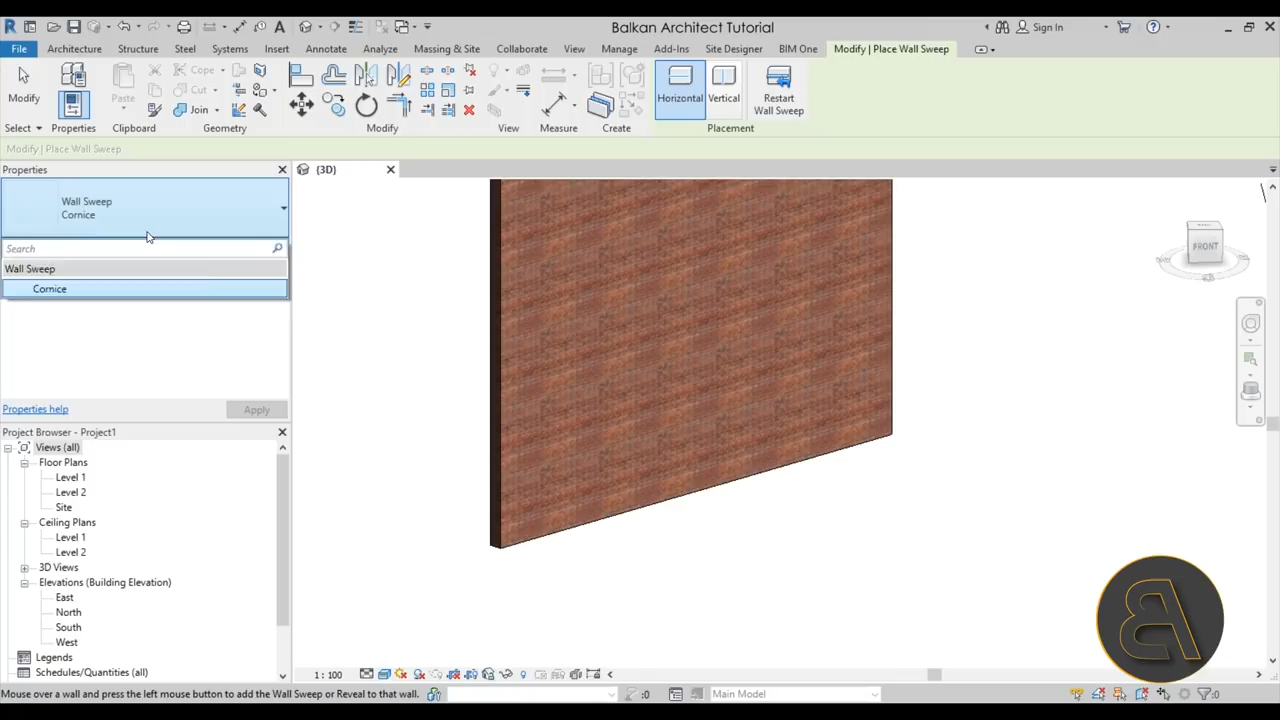 Balkan Architect Tutorial
Sign In
File Architecture Structure Steel Systems Insert Annotate Analyze Massing & Site Collaborate View Manage Add-Ins Site Designer BIM One Modify | Place Wall Sweep
Modify
Paste
Cope
Cut
Join
Horizontal
Vertical
Restart
Wall Sweep
Select Properties Clipboard Geometry Modify View Measure Create Placement
Modify | Place Wall Sweep
Properties
{3D}
Wall Sweep
Cornice
Search
Wall Sweep
Cornice
FRONT
Properties help
Apply
Project Browser - Project1
Views (all)
Floor Plans
Level 1
Level 2
Site
Ceiling Plans
Level 1
Level 2
3D Views
Elevations (Building Elevation)
East
North
South
West
Legends
Schedules/Quantities (all)
1 : 100
Mouse over a wall and press the left mouse button to add the Wall Sweep or Reveal to that wall.
:0
Main Model
:0